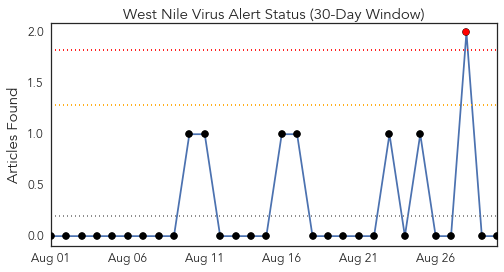 West Nile Virus Alert Status (30-Day Window)
Articles Found
2.0
1.5
1.0
0.5
0.0
Aug 01
Aug 06
Aug 11
Aug 16
Aug 21
Aug 26